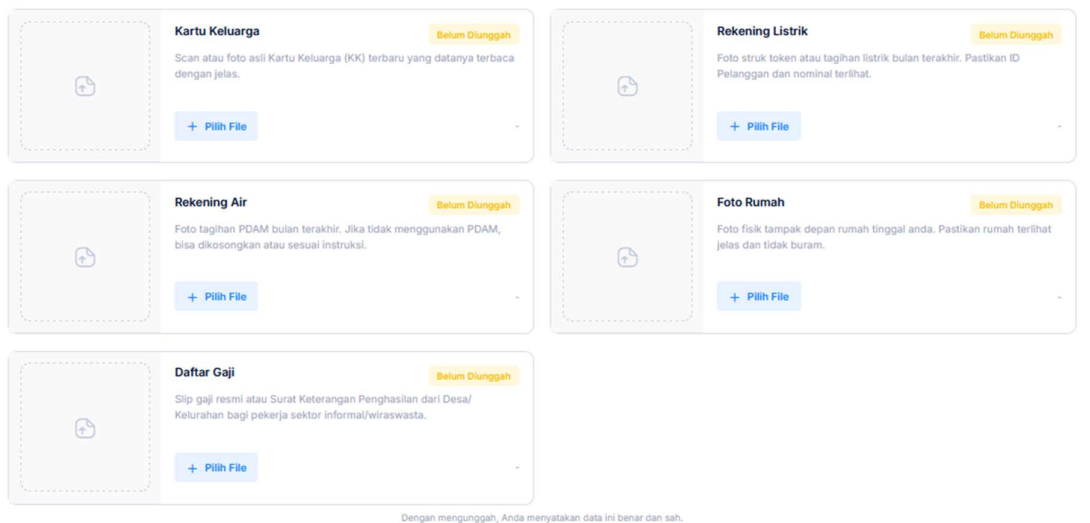 Kartu Keluarga
Belum Diunggah
Scan atau foto asli Kartu Keluarga (KK) terbaru yang datanya terbaca
dengan jelas.
+ Pilih File
-
Rekening Listrik
Belum Diunggah
Foto struk token atau tagihan listrik bulan terakhir. Pastikan ID
Pelanggan dan nominal terlihat.
+ Pilih File
-
Rekening Air
Belum Diunggah
Foto tagihan PDAM bulan terakhir. Jika tidak menggunakan PDAM,
bisa dikosongkan atau sesuai instruksi.
+ Pilih File
-
Foto Rumah
Belum Diunggah
Foto fisik tampak depan rumah tinggal anda. Pastikan rumah terlihat
jelas dan tidak buram.
+ Pilih File
-
Daftar Gaji
Belum Diunggah
Slip gaji resmi atau Surat Keterangan Penghasilan dari Desa/
Kelurahan bagi pekerja sektor informal/wiraswasta.
+ Pilih File
-
Dengan mengunggah, Anda menyatakan data ini benar dan sah.